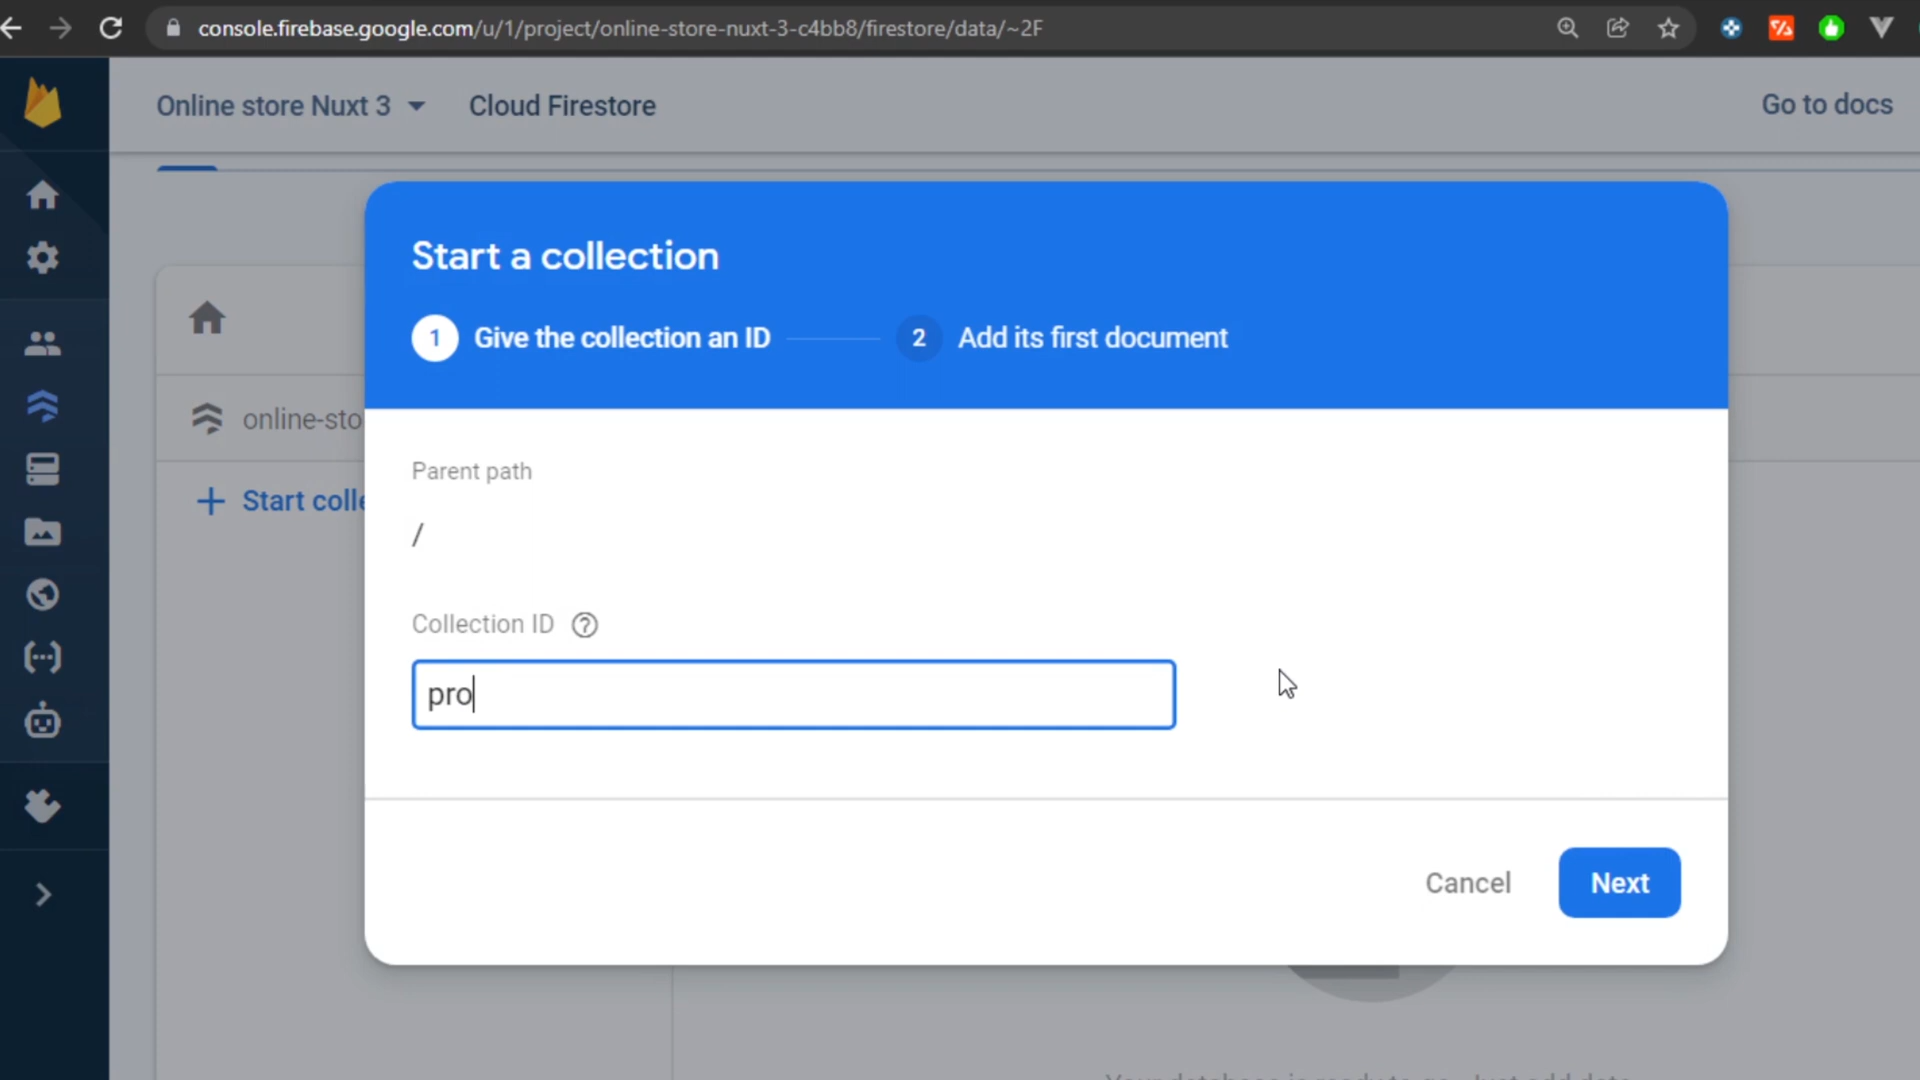 console.firebase.google.com/u/1/project/online-store-nuxt-3-c4bb8/firestore/data/~2F
Online store Nuxt 3
Cloud Firestore
Go to docs
Start a collection
1 Give the collection an ID
2 Add its first document
online-sto
Start colle
Parent path
/
Collection ID
pro
Cancel
Next